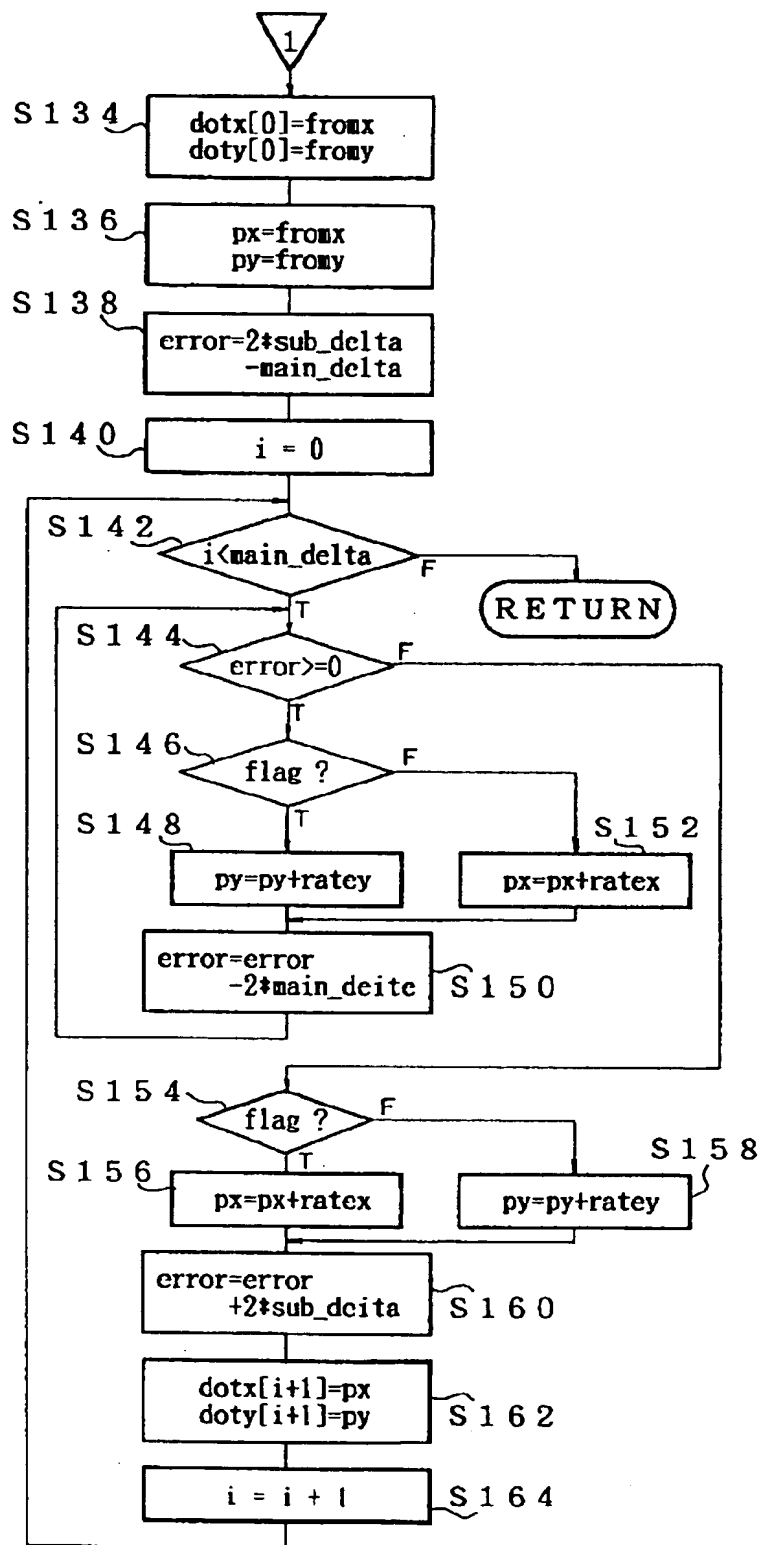 1
S134
dotx[0]=fromx
doty[0]=fromy
S136
px=fromx
py=fromy
S138
error=2*sub_delta
-main_delta
S140
i = 0
S142
i<main_delta
F
RETURN
T
S144
error>=0
F
T
S146
flag ?
F
T
S148
py=py+ratey
S152
px=px+ratex
error=error
-2*main_deite
S150
S154
flag ?
F
T
S156
px=px+ratex
S158
py=py+ratey
error=error
+2*sub_deita
S160
dotx[i+1]=px
doty[i+1]=py
S162
i = i + 1
S164